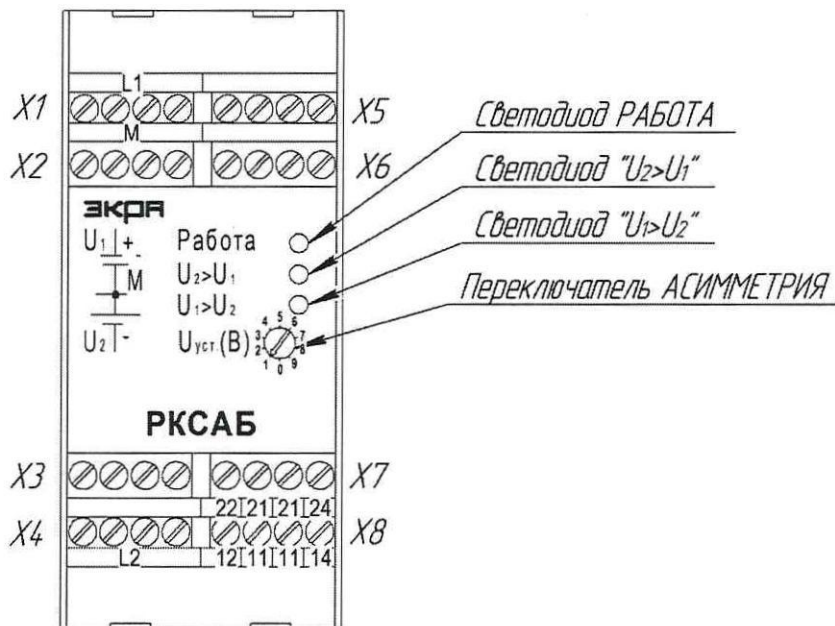 L1
X1
X5
M
X2
X6
Светодиод РАБОТА
Светодиод "U2>U1"
Светодиод "U1>U2"
Переключатель АСИММЕТРИЯ
ЭКРА
U1 + -
Работа
M
U2>U1
U1>U2
U2 -
Uуст.(В)
0 1 2 3 4 5 6 7 8 9
РКСАБ
X3
X7
22 21 21 24
X4
X8
L2
12 11 11 14